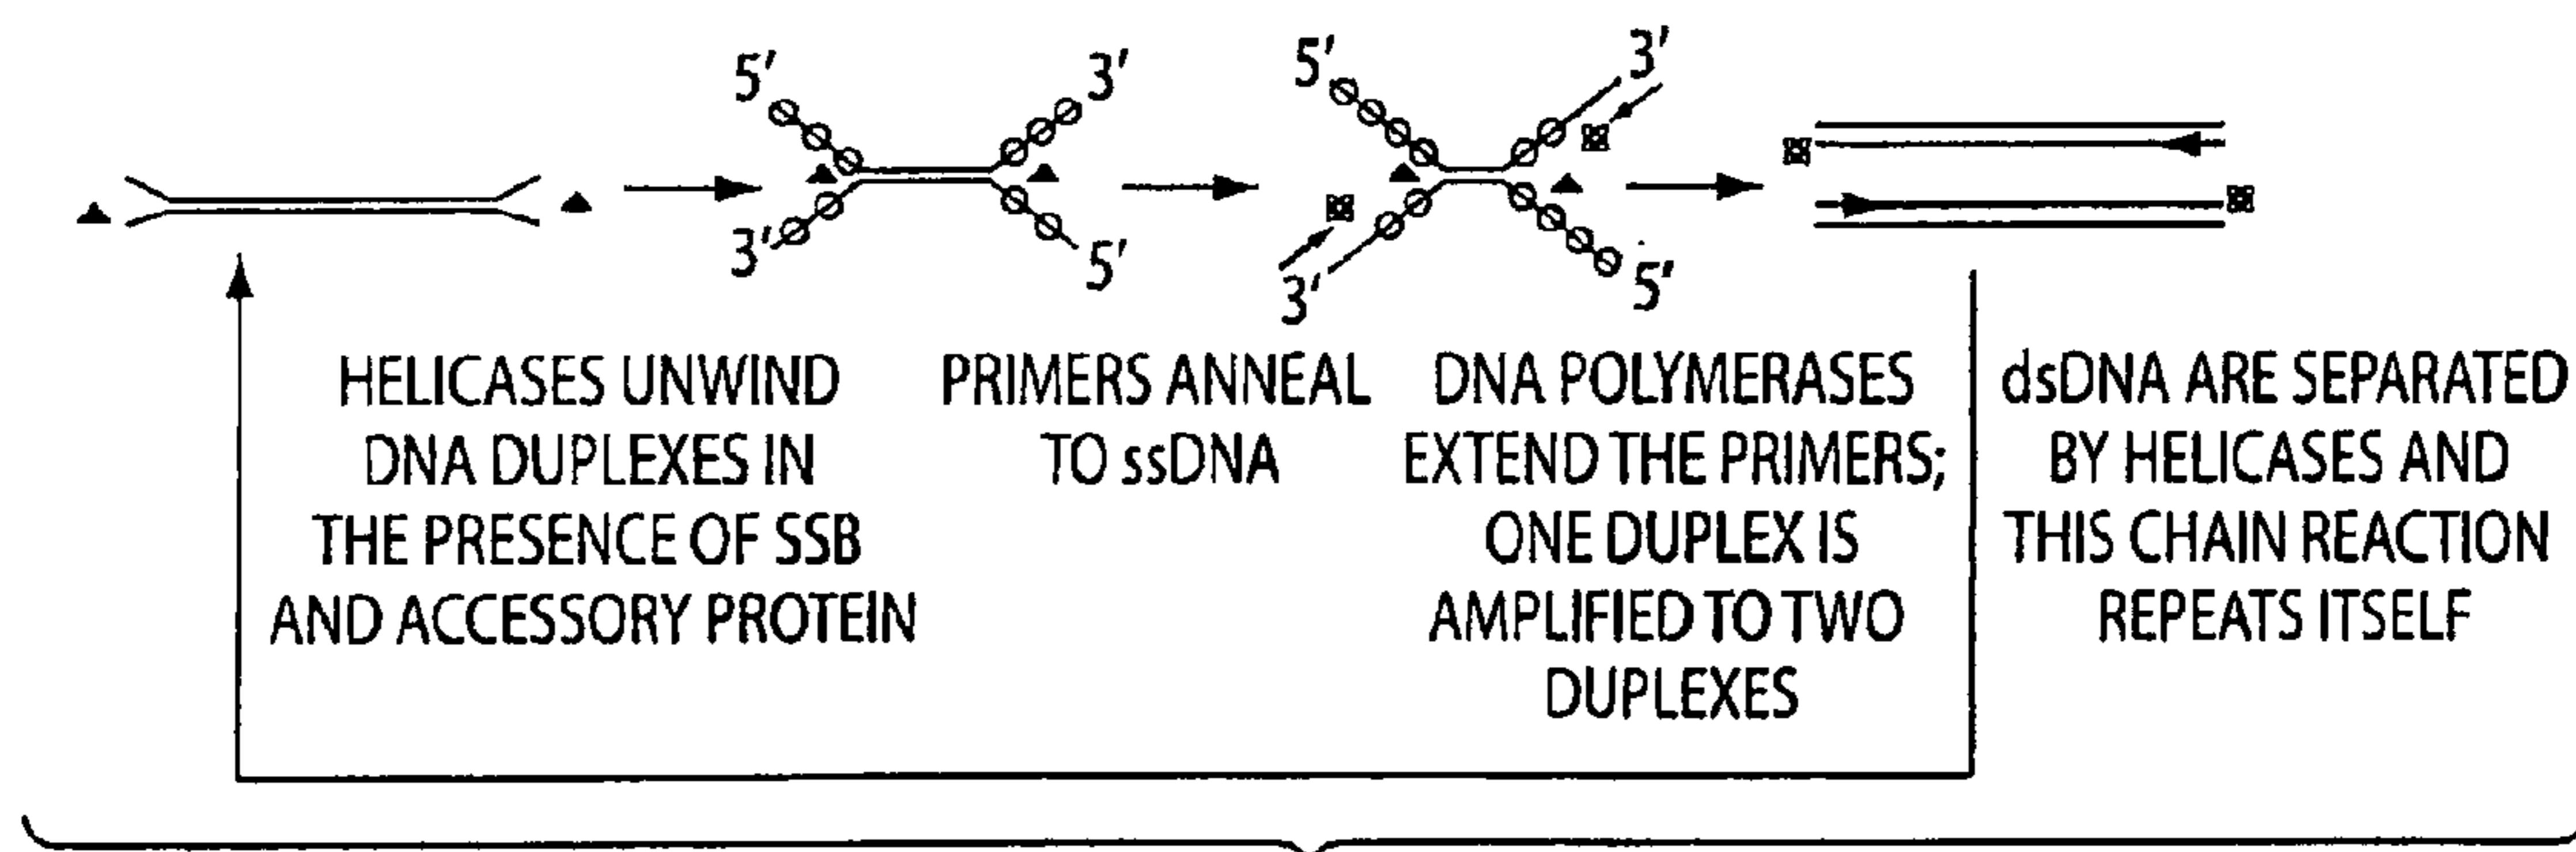 5' 3' 5' 3'
3' 5' 3' 5'
HELICASES UNWIND
DNA DUPLEXES IN
THE PRESENCE OF SSB
AND ACCESSORY PROTEIN
PRIMERS ANNEAL
TO ssDNA
DNA POLYMERASES
EXTEND THE PRIMERS;
ONE DUPLEX IS
AMPLIFIED TO TWO
DUPLEXES
dsDNA ARE SEPARATED
BY HELICASES AND
THIS CHAIN REACTION
REPEATS ITSELF